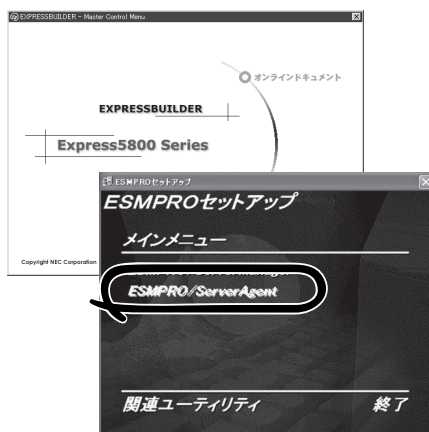 EXPRESSBUILDER - Master Control Menu
オンラインドキュメント
EXPRESSBUILDER
Express5800 Series
ESMPROセットアップ
ESMPROセットアップ
メインメニュー
ESMPRO/ServerAgent
Copyright NEC Corporation
関連ユーティリティ
終了